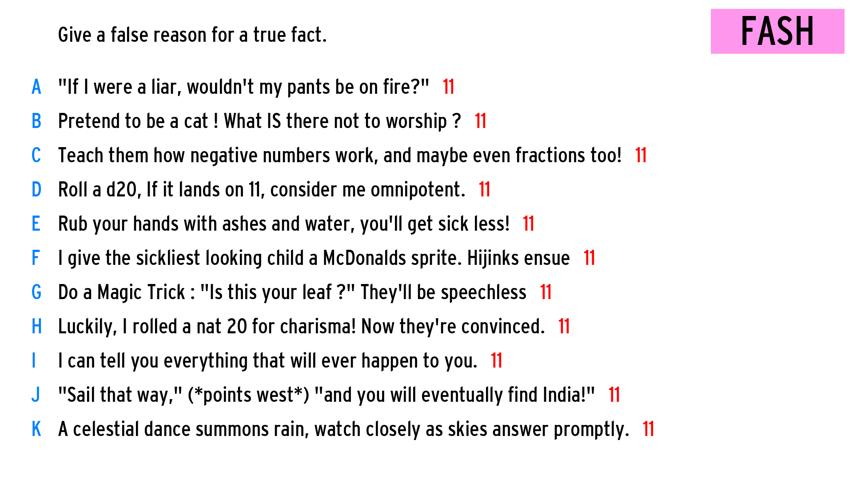 Give a false reason for a true fact.
FASH
A "If I were a liar, wouldn't my pants be on fire?" 11
B Pretend to be a cat ! What IS there not to worship ? 11
C Teach them how negative numbers work, and maybe even fractions too! 11
D Roll a d20, If it lands on 11, consider me omnipotent. 11
E Rub your hands with ashes and water, you'll get sick less! 11
F I give the sickliest looking child a McDonalds sprite. Hijinks ensue 11
G Do a Magic Trick : "Is this your leaf ?" They'll be speechless 11
H Luckily, I rolled a nat 20 for charisma! Now they're convinced. 11
I I can tell you everything that will ever happen to you. 11
J "Sail that way," (*points west*) "and you will eventually find India!" 11
K A celestial dance summons rain, watch closely as skies answer promptly. 11